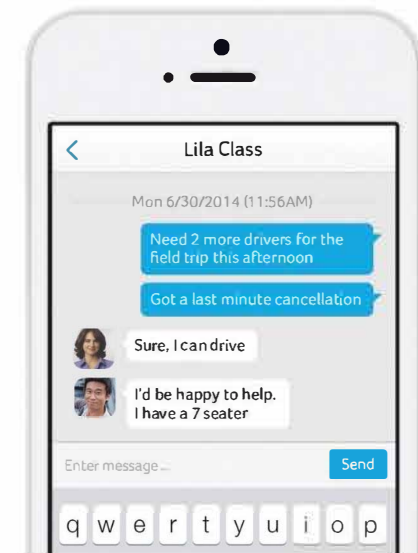 Lila Class
Mon 6/30/2014 (11:56AM)
Need 2 more drivers for the
field trip this afternoon
Got a last minute cancellation
Sure, I can drive
I'd be happy to help.
I have a 7 seater
Enter message ...
Send
q w e r t y u i o p